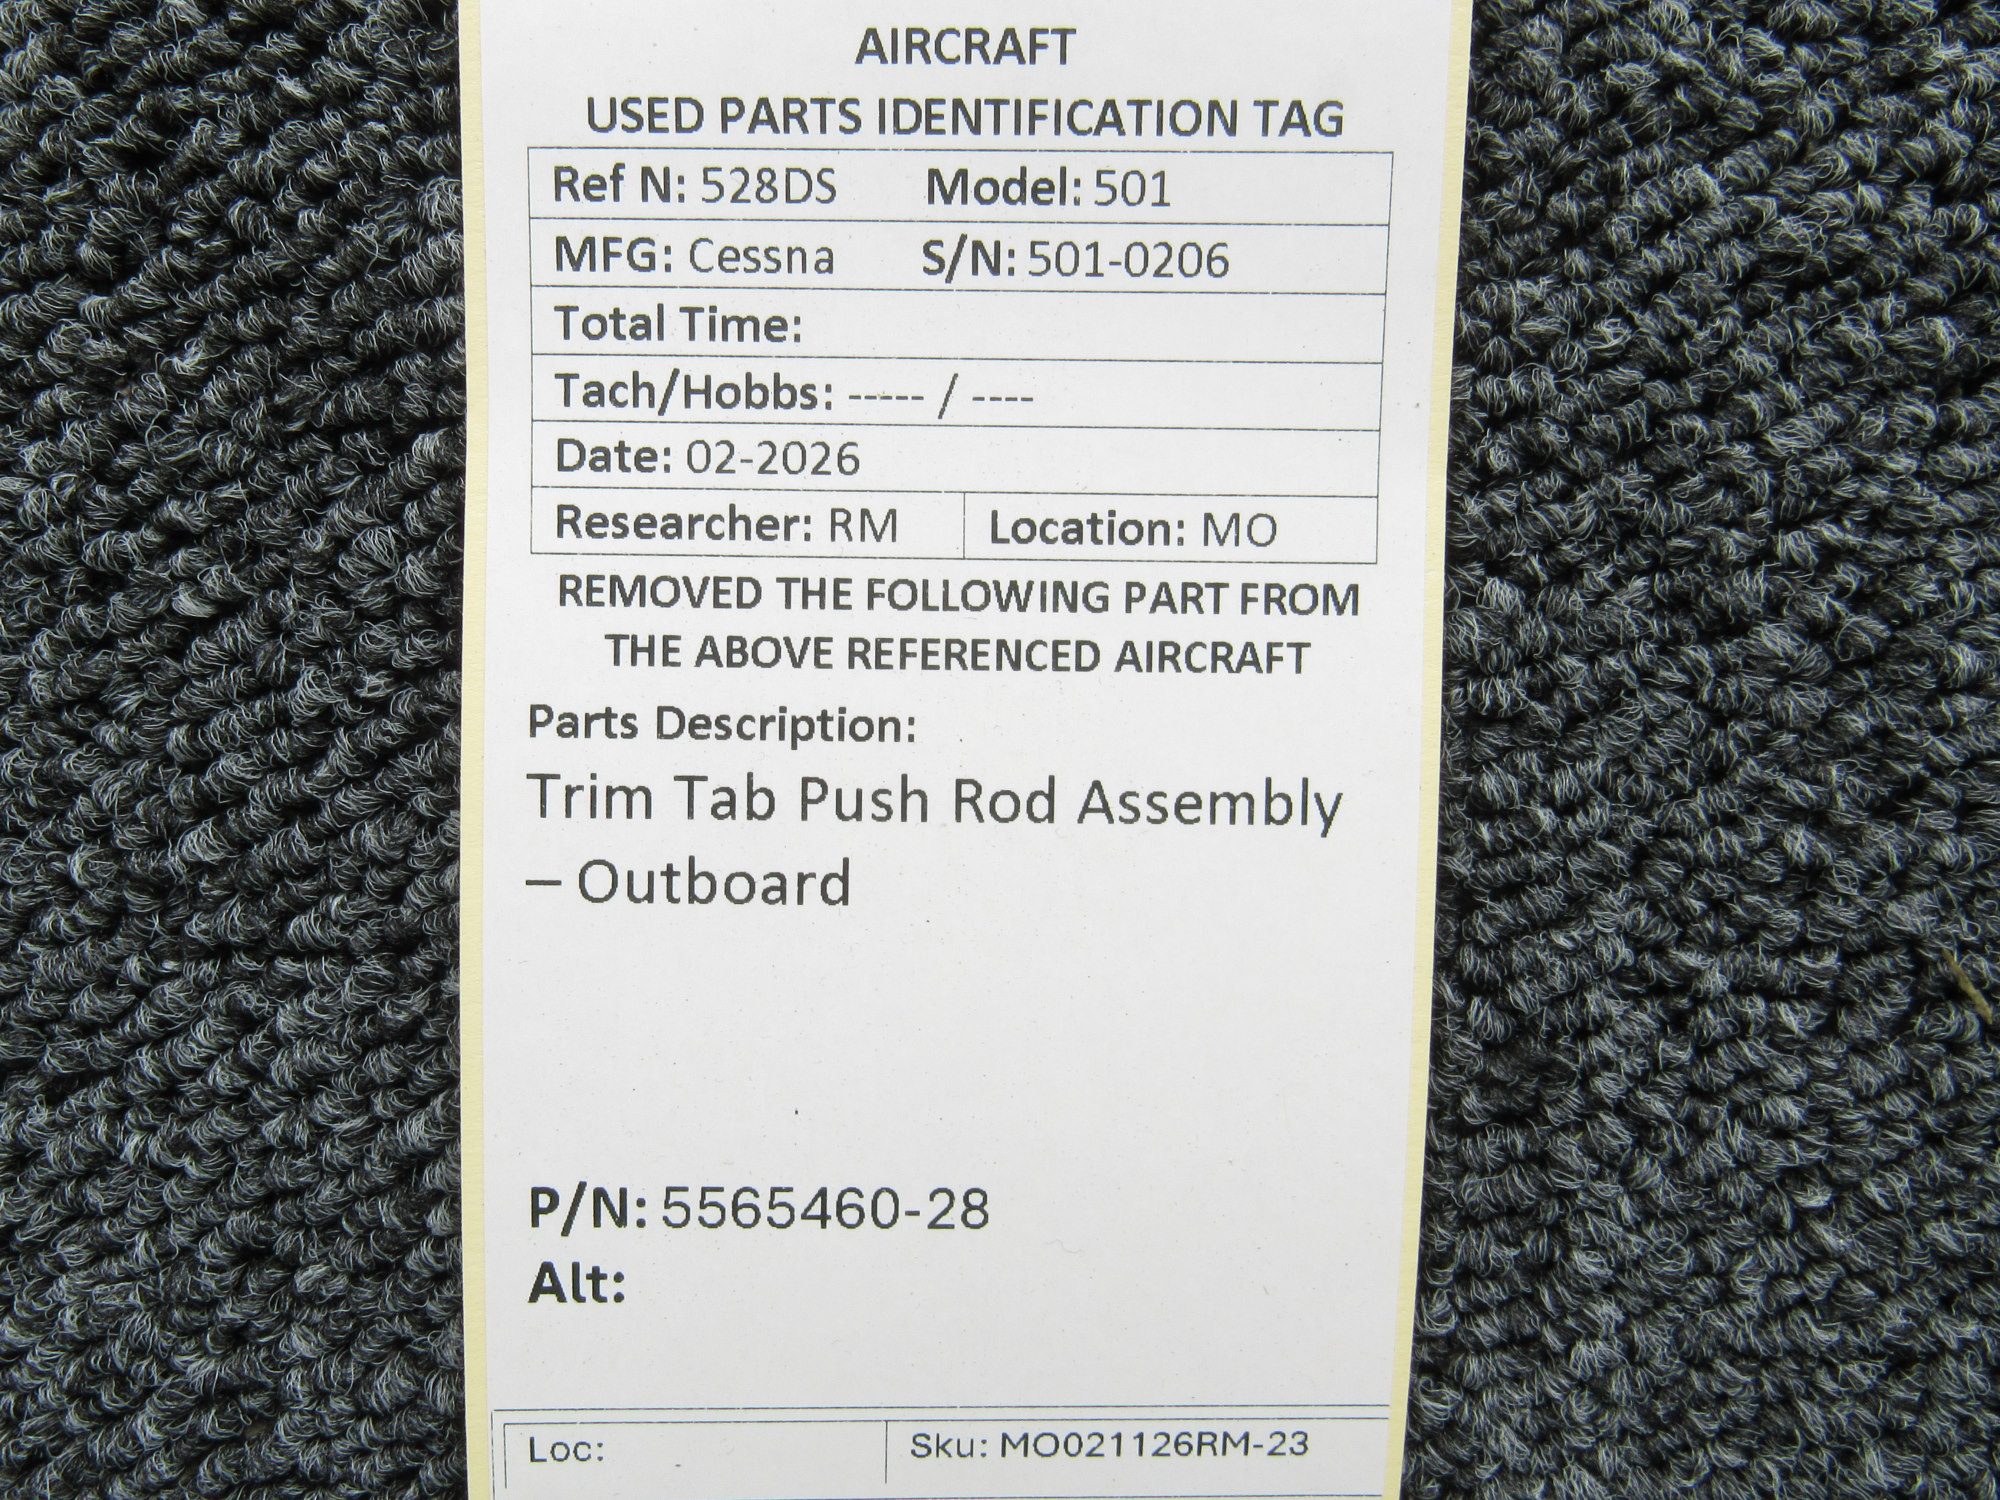 AIRCRAFT
USED PARTS IDENTIFICATION TAG
Ref N: 528DS Model: 501
MFG: Cessna S/N: 501-0206
Total Time:
Tach/Hobbs: ----- / ----
Date: 02-2026
Researcher: RM Location: MO
REMOVED THE FOLLOWING PART FROM
THE ABOVE REFERENCED AIRCRAFT
Parts Description:
Trim Tab Push Rod Assembly
– Outboard
P/N: 5565460-28
Alt:
Loc: Sku: MO021126RM-23